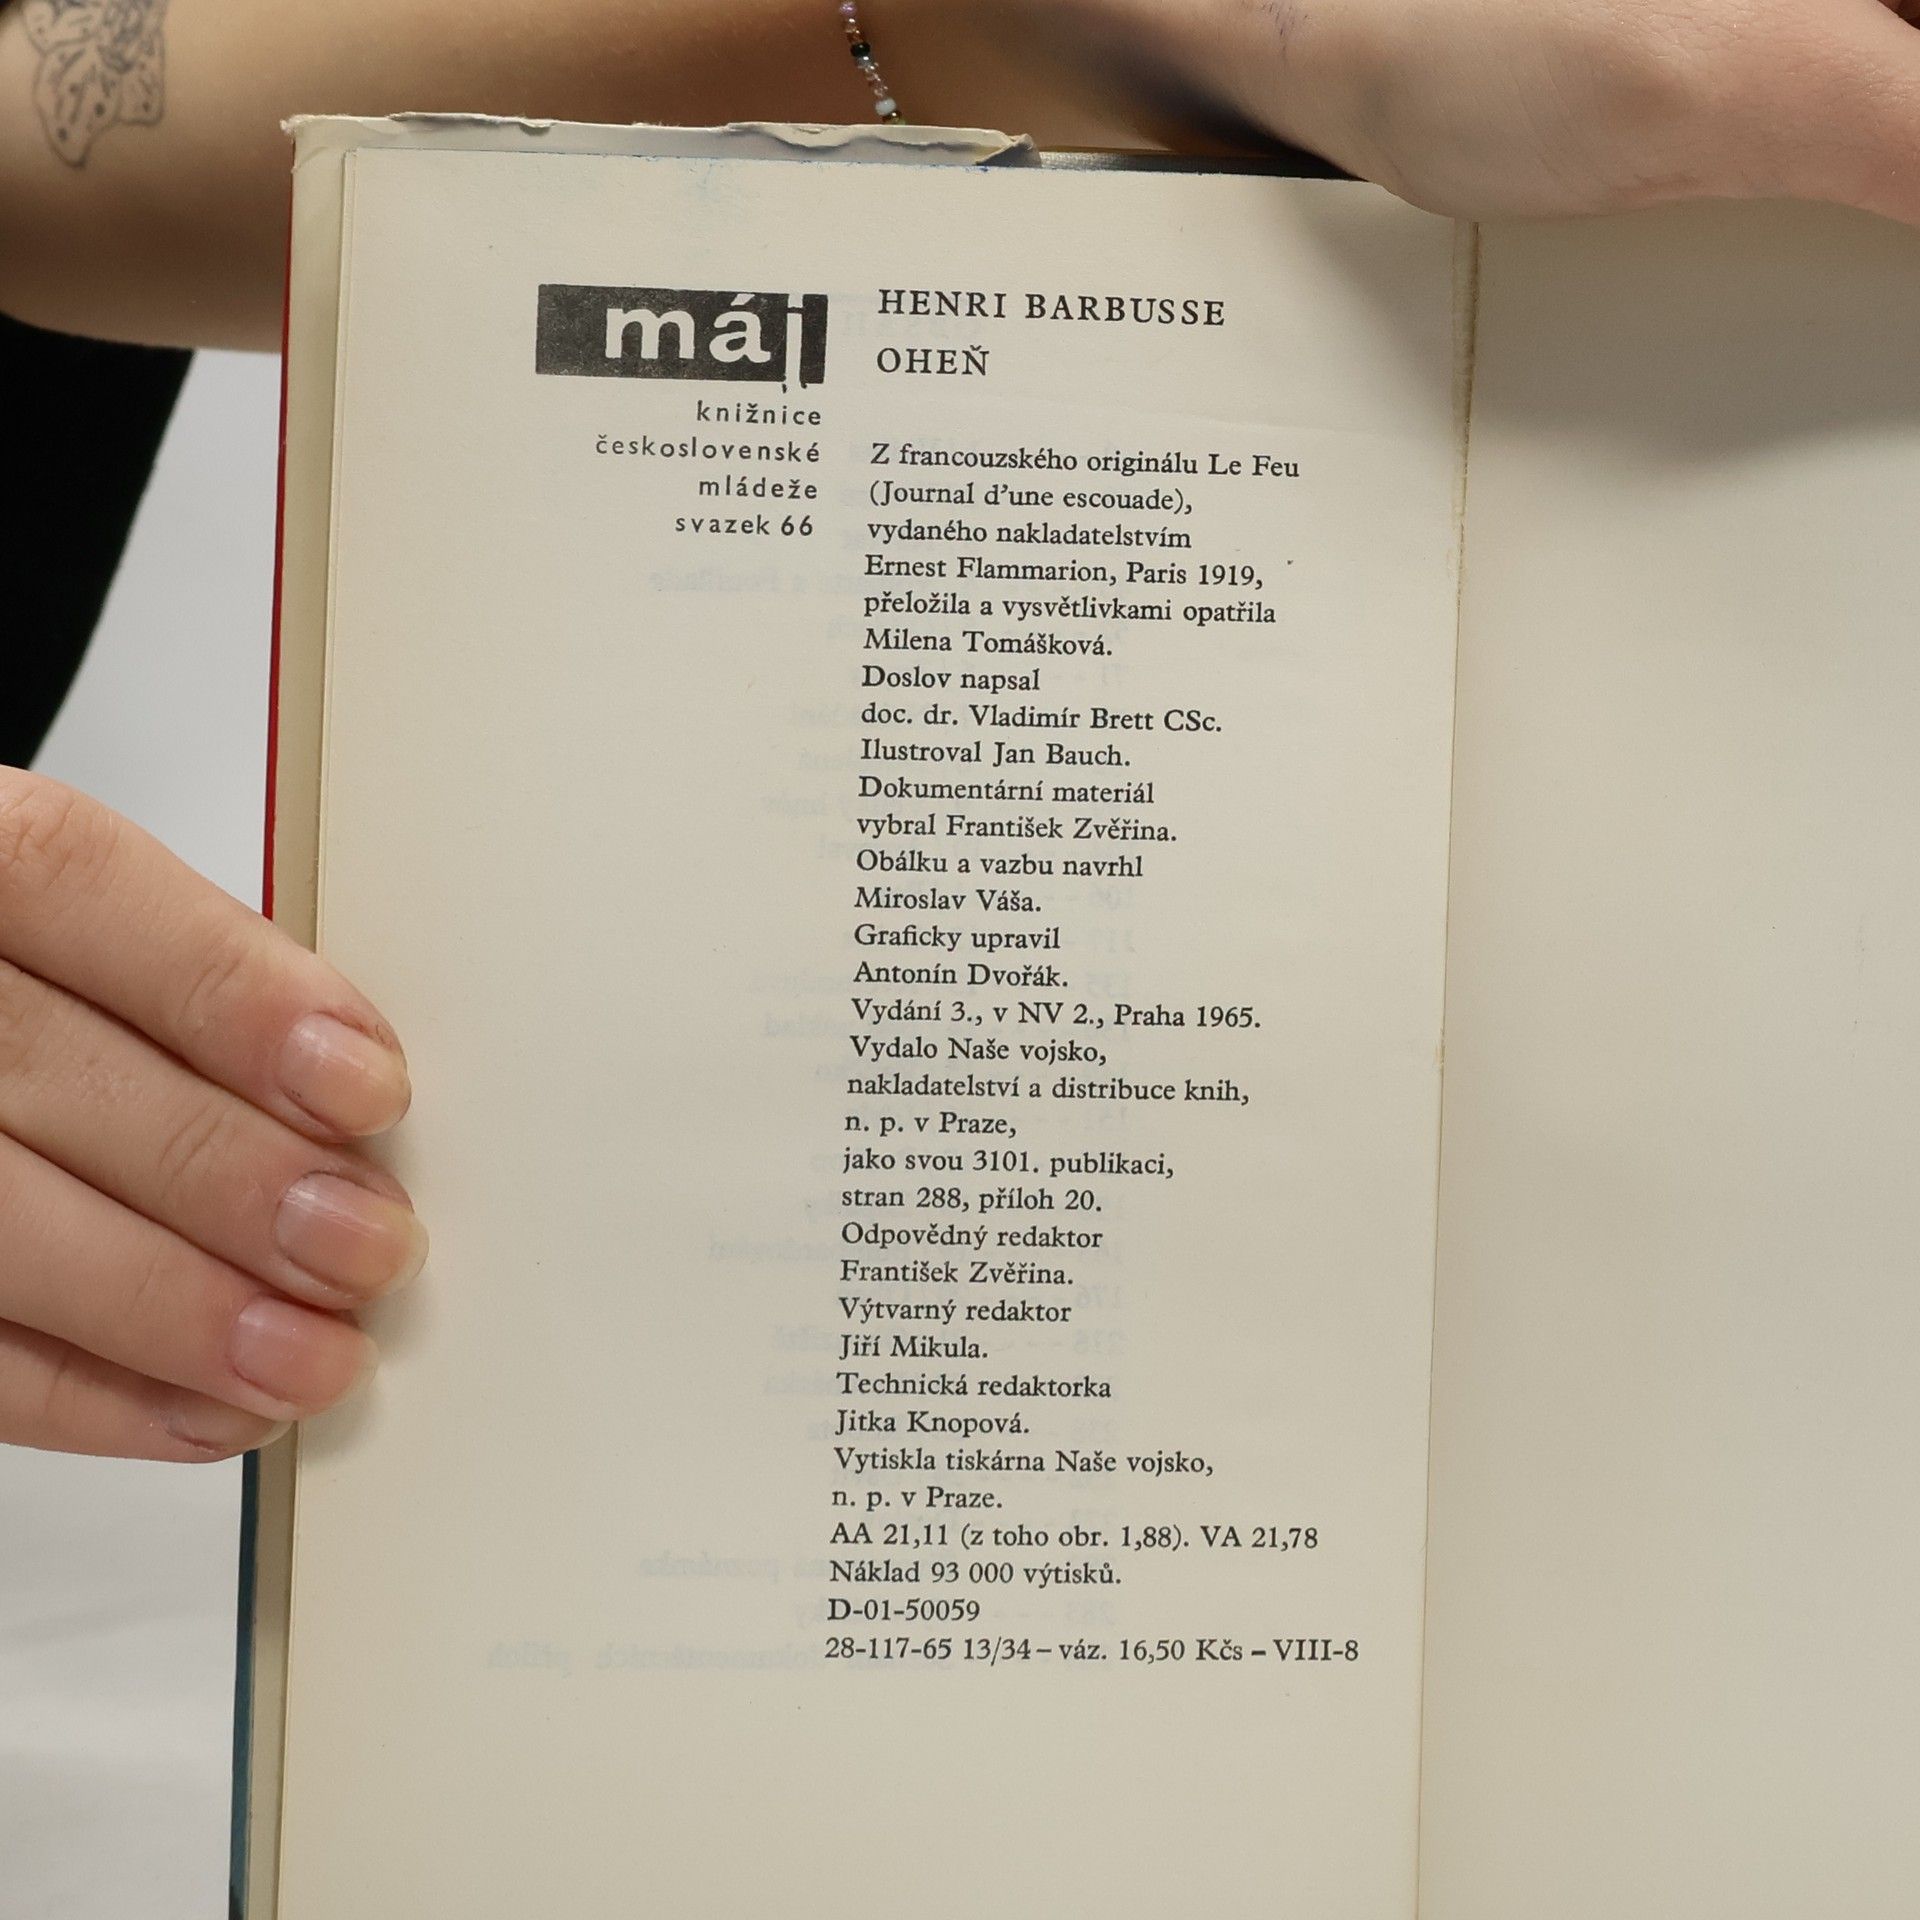 máj
knižnice
československé
mládeže
svazek 66
HENRI BARBUSSE
OHEŇ
Z francouzského originálu Le Feu
(Journal d’une escouade),
vydaného nakladatelstvím
Ernest Flammarion, Paris 1919,
přeložila a vysvětlivkami opatřila
Milena Tomášková.
Doslov napsal
doc. dr. Vladimír Brett CSc.
Ilustroval Jan Bauch.
Dokumentární materiál
vybral František Zvěřina.
Obálku a vazbu navrhl
Miroslav Váša.
Graficky upravil
Antonín Dvořák.
Vydání 3., v NV 2., Praha 1965.
Vydalo Naše vojsko,
nakladatelství a distribuce knih,
n. p. v Praze,
jako svou 3101. publikaci,
stran 288, příloh 20.
Odpovědný redaktor
František Zvěřina.
Výtvarný redaktor
Jiří Mikula.
Technická redaktorka
Jitka Knopová.
Vytiskla tiskárna Naše vojsko,
n. p. v Praze.
AA 21,11 (z toho obr. 1,88). VA 21,78
Náklad 93 000 výtisků.
D-01-50059
28-117-65 13/34 – váz. 16,50 Kčs – VIII-8